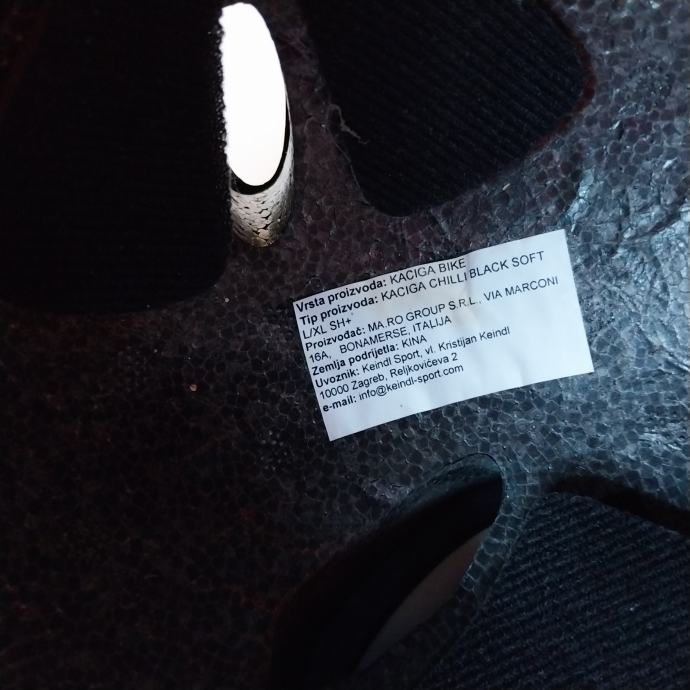 Vrsta proizvoda: KACIGA BIKE
Tip proizvoda: KACIGA CHILLI BLACK SOFT
L/XL SH+
Proizvođač: MA.RO GROUP S.R.L., VIA MARCONI
16A, BONAMERSE, ITALIJA
Zemlja podrijetla: KINA
Uvoznik: Keindl Sport, vl. Kristijan Keindl
10000 Zagreb, Reljkovićeva 2
e-mail: info@keindl-sport.com